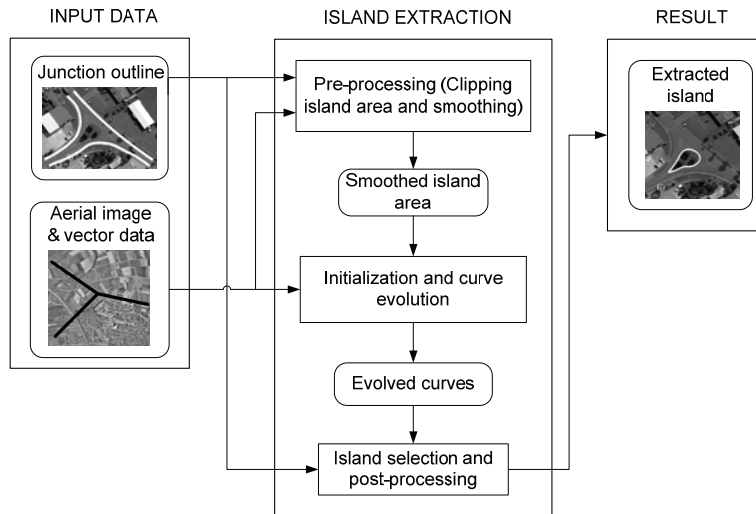 INPUT DATA
Junction outline
Aerial image
& vector data
ISLAND EXTRACTION
Pre-processing (Clipping
island area and smoothing)
Smoothed island
area
Initialization and curve
evolution
Evolved curves
Island selection and
post-processing
RESULT
Extracted
island